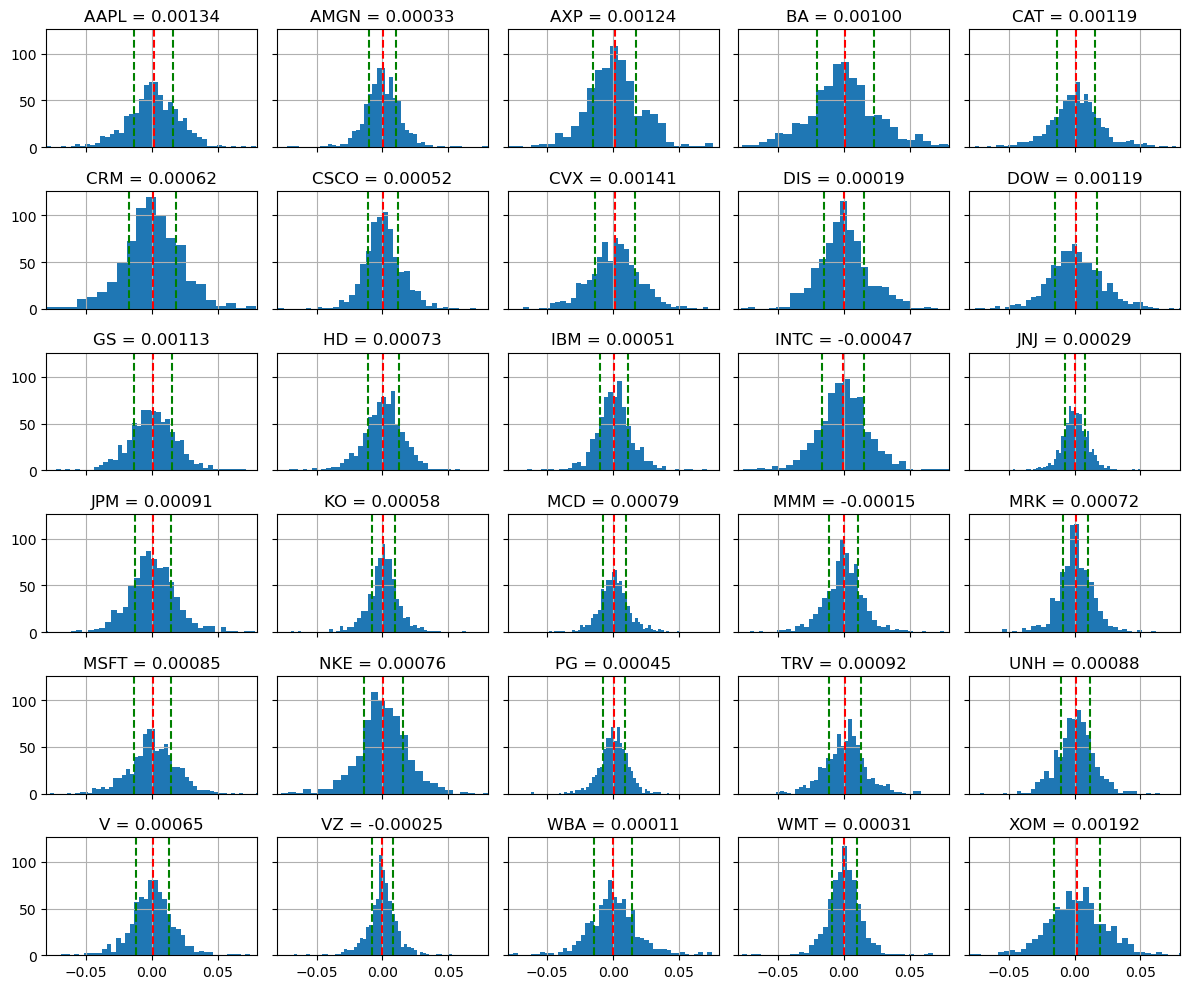 AAPL = 0.00134 AMGN = 0.00033 AXP = 0.00124 BA = 0.00100 CAT = 0.00119
100
50
0
CRM = 0.00062 CSCO = 0.00052 CVX = 0.00141 DIS = 0.00019 DOW = 0.00119
100
50
0
GS = 0.00113 HD = 0.00073 IBM = 0.00051 INTC = -0.00047 JNJ = 0.00029
100
50
0
JPM = 0.00091 KO = 0.00058 MCD = 0.00079 MMM = -0.00015 MRK = 0.00072
100
50
0
MSFT = 0.00085 NKE = 0.00076 PG = 0.00045 TRV = 0.00092 UNH = 0.00088
100
50
0
V = 0.00065 VZ = -0.00025 WBA = 0.00011 WMT = 0.00031 XOM = 0.00192
100
50
0
−0.05 0.00 0.05 −0.05 0.00 0.05 −0.05 0.00 0.05 −0.05 0.00 0.05 −0.05 0.00 0.05